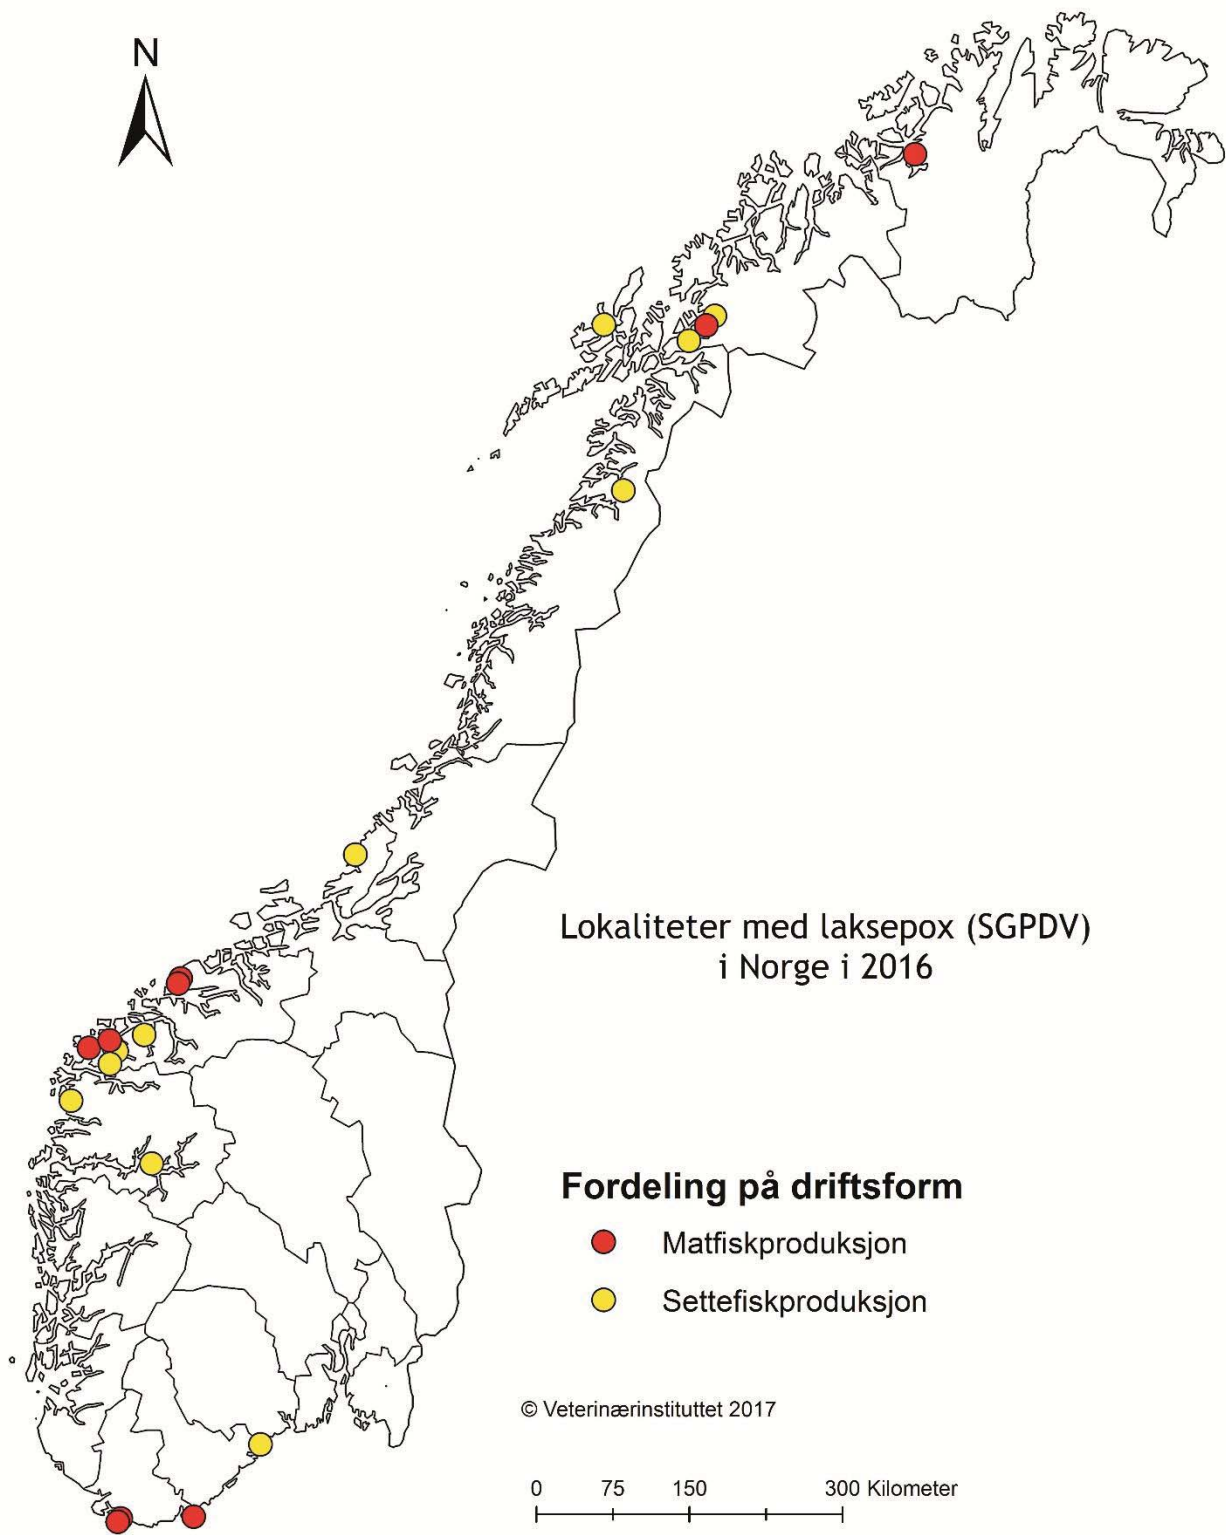 N
Lokaliteter med laksepox (SGPDV)
i Norge i 2016
Fordeling på driftsform
Matfiskproduksjon
Settefiskproduksjon
© Veterinærinstituttet 2017
0 75 150 300 Kilometer